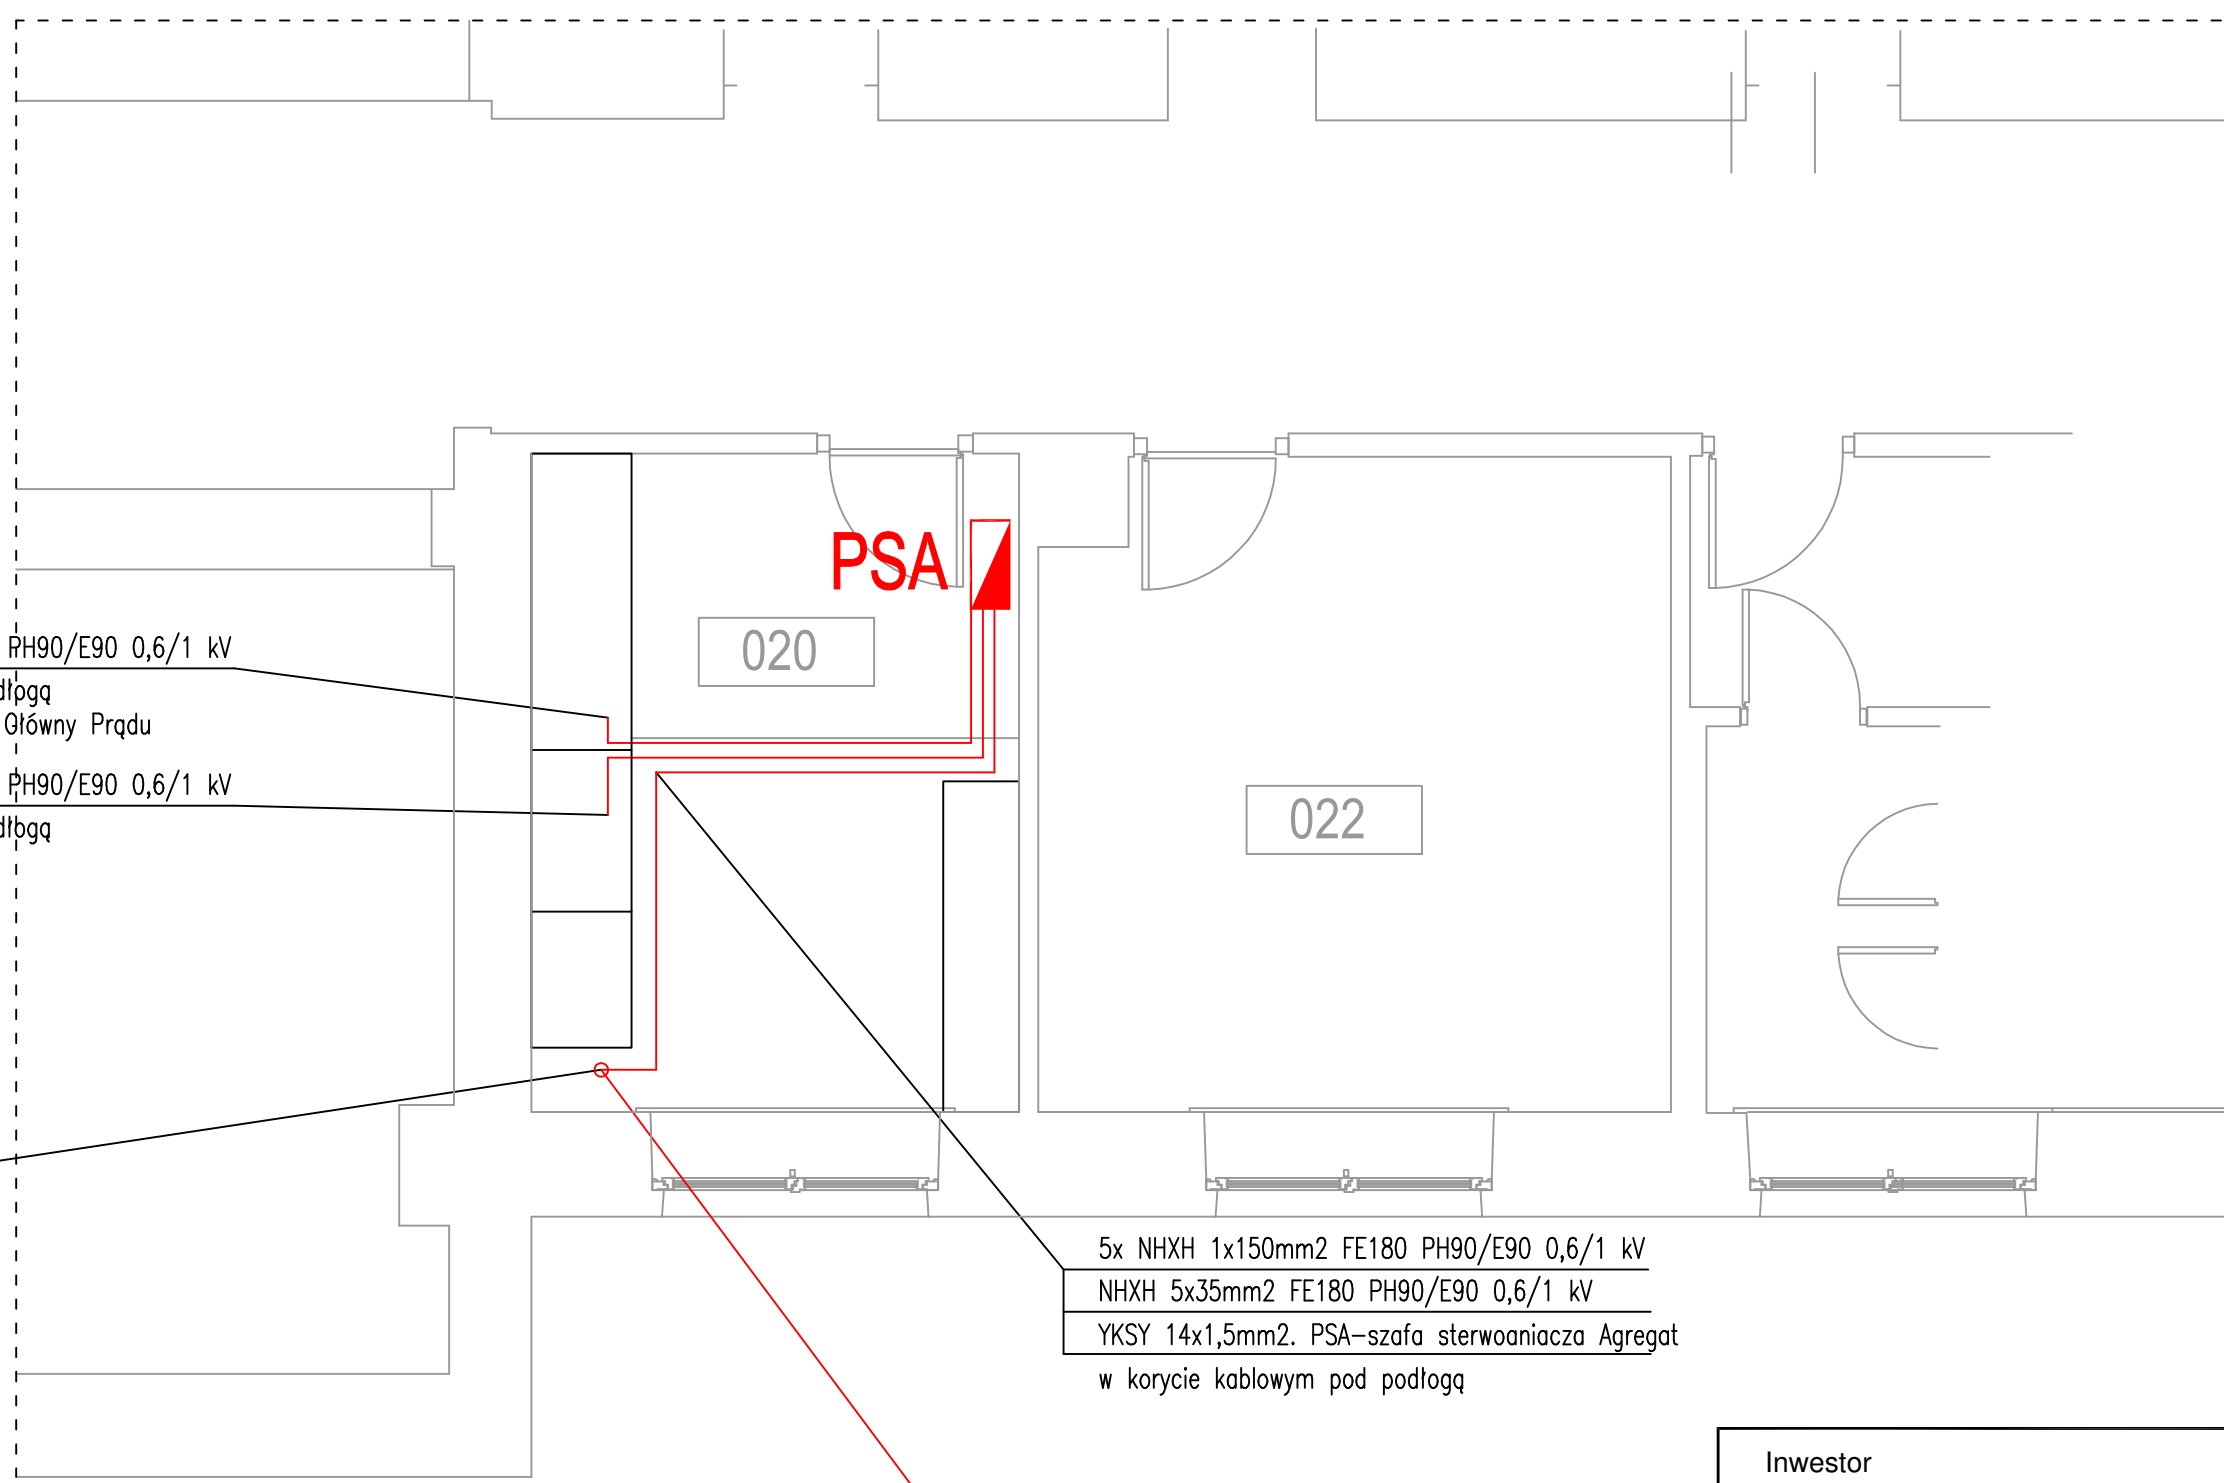 PSA
020
PH90/E90 0,6/1 kV
Główny Prądu
022
PH90/E90 0,6/1 kV
5x NHXH 1x150mm2 FE180 PH90/E90 0,6/1 kV
NHXH 5x35mm2 FE180 PH90/E90 0,6/1 kV
YKSY 14x1,5mm2. PSA-szafa sterwoaniacza Agregat
w korycie kablowym pod podłogą
Inwestor